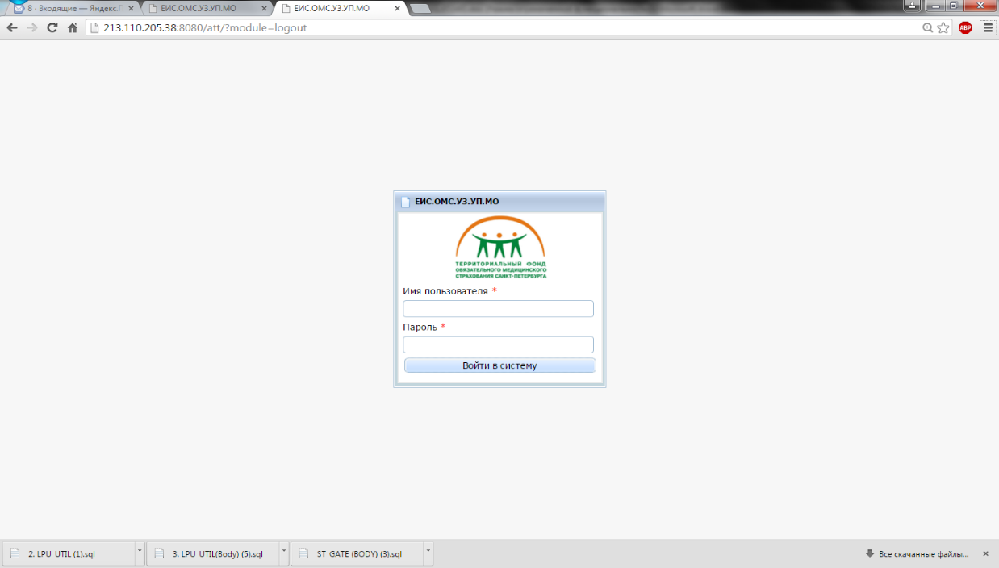 8 - Входящие — Яндекс.
ЕИС.ОМС.УЗ.УП.МО
ЕИС.ОМС.УЗ.УП.МО
213.110.205.38:8080/att/?module=logout
ABP
ЕИС.ОМС.УЗ.УП.МО
ТЕРРИТОРИАЛЬНЫЙ ФОНД
ОБЯЗАТЕЛЬНОГО МЕДИЦИНСКОГО
СТРАХОВАНИЯ САНКТ-ПЕТЕРБУРГА
Имя пользователя *
Пароль *
Войти в систему
2. LPU_UTIL (1).sql
3. LPU_UTIL(Body) (5).sql
ST_GATE (BODY) (3).sql
Все скачанные файлы...